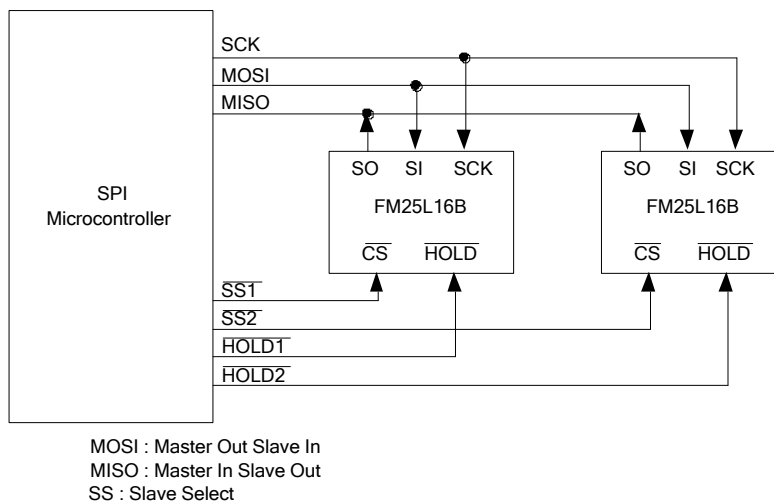 SCK
MOSI
MISO
SO SI SCK
SO SI SCK
SPI
Microcontroller
FM25L16B
FM25L16B
CS HOLD
CS HOLD
SS1
SS2
HOLD1
HOLD2
MOSI : Master Out Slave In
MISO : Master In Slave Out
SS : Slave Select